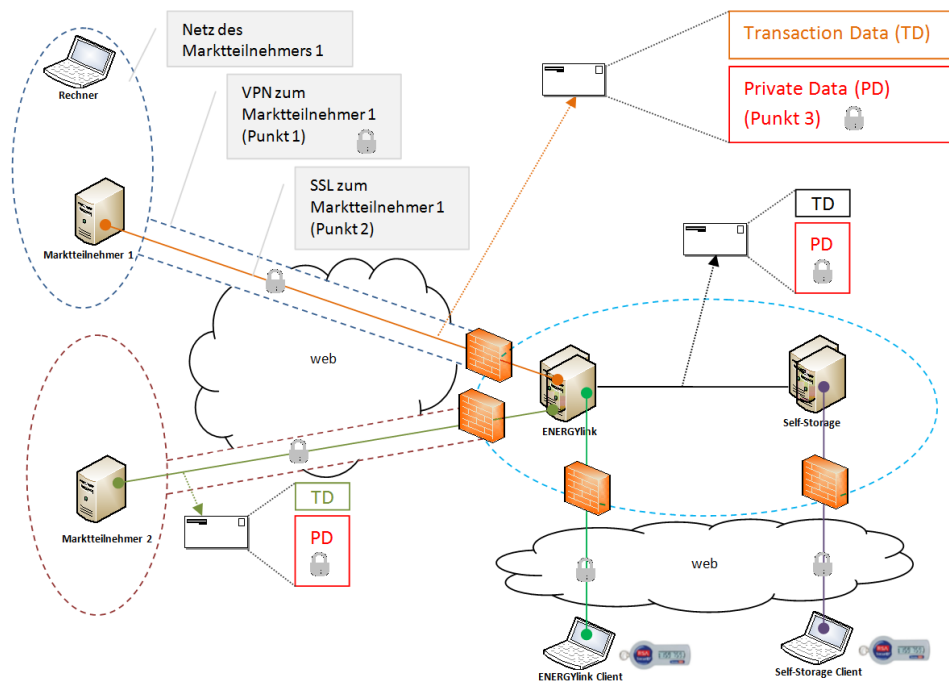 Netz des
Marktteilnehmers 1
Transaction Data (TD)
Private Data (PD)
(Punkt 3)
Rechner
VPN zum
Marktteilnehmer 1
(Punkt 1)
SSL zum
Marktteilnehmer 1
(Punkt 2)
TD
PD
Marktteilnehmer 1
web
ENERGYlink
Self-Storage
Marktteilnehmer 2
TD
PD
web
ENERGYlink Client
Self-Storage Client